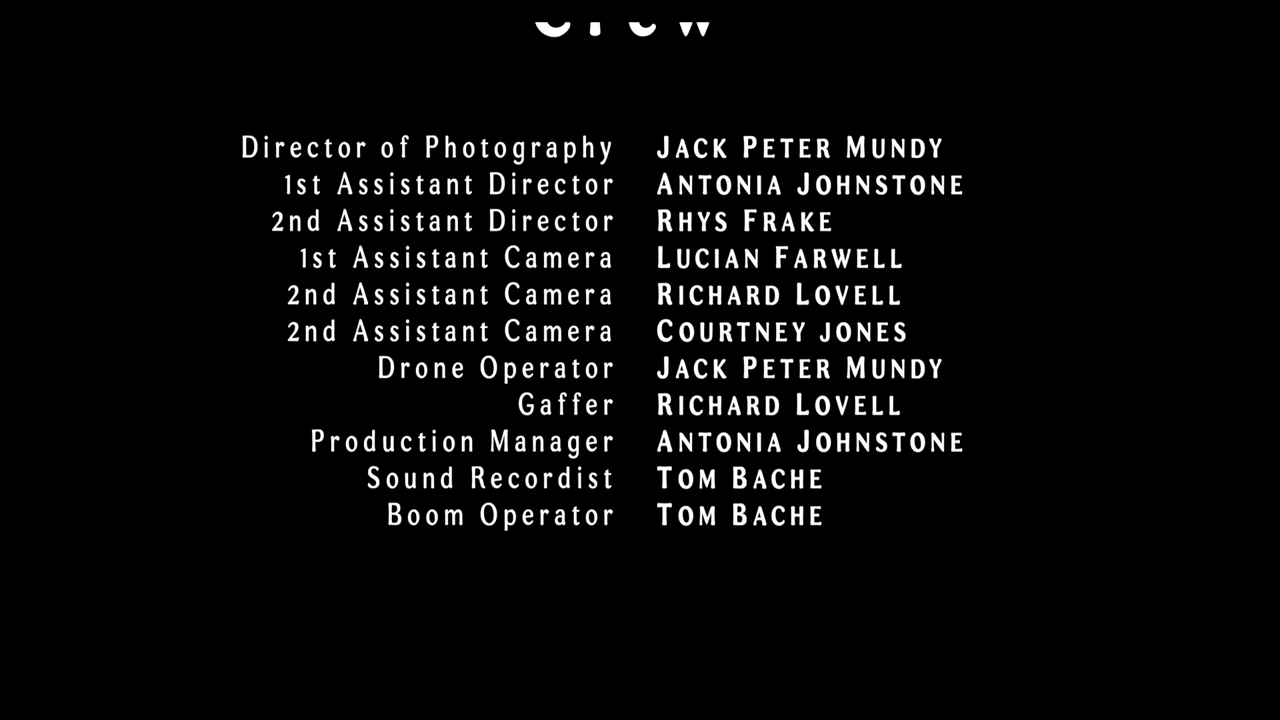 Crew
Director of Photography JACK PETER MUNDY
1st Assistant Director ANTONIA JOHNSTONE
2nd Assistant Director RHYS FRAKE
1st Assistant Camera LUCIAN FARWELL
2nd Assistant Camera RICHARD LOVELL
2nd Assistant Camera COURTNEY JONES
Drone Operator JACK PETER MUNDY
Gaffer RICHARD LOVELL
Production Manager ANTONIA JOHNSTONE
Sound Recordist TOM BACHE
Boom Operator TOM BACHE